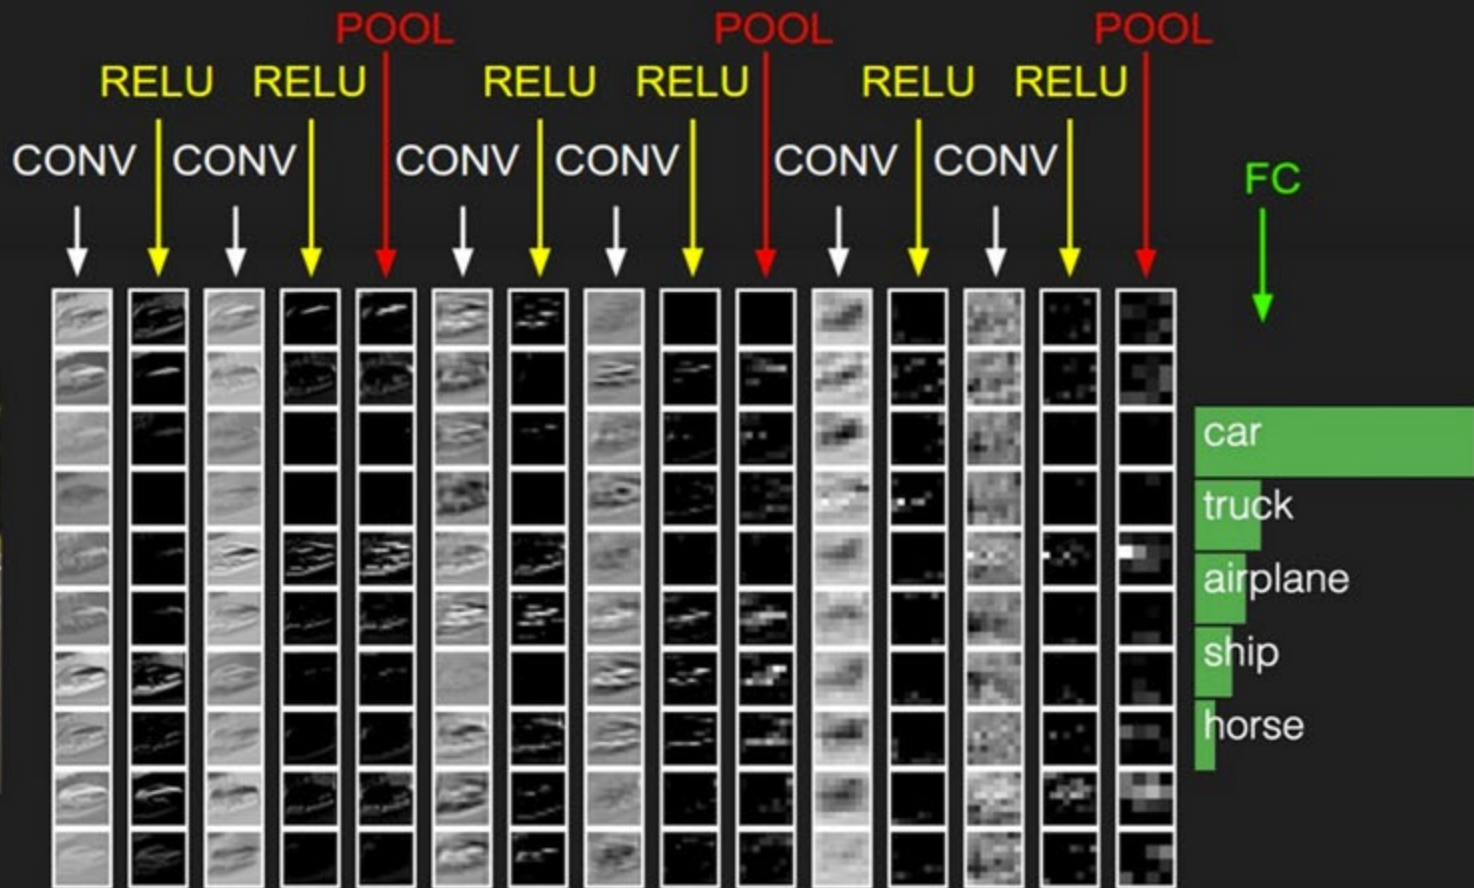 POOL POOL POOL
RELU RELU RELU RELU RELU RELU
CONV CONV CONV CONV CONV CONV
FC
car
truck
airplane
ship
horse